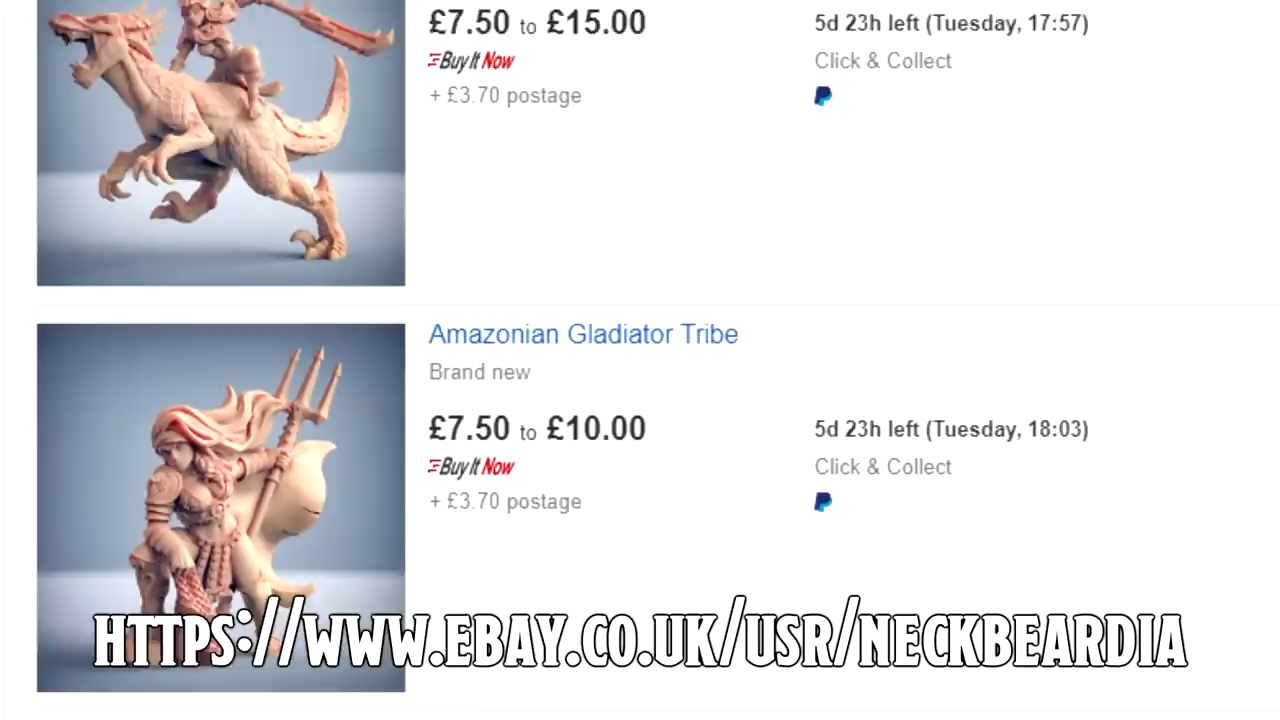 £7.50 to £15.00
Buy It Now
+ £3.70 postage
5d 23h left (Tuesday, 17:57)
Click & Collect
Amazonian Gladiator Tribe
Brand new
£7.50 to £10.00
Buy It Now
+ £3.70 postage
5d 23h left (Tuesday, 18:03)
Click & Collect
HTTPS://WWW.EBAY.CO.UK/USR/NECKBEARDIA